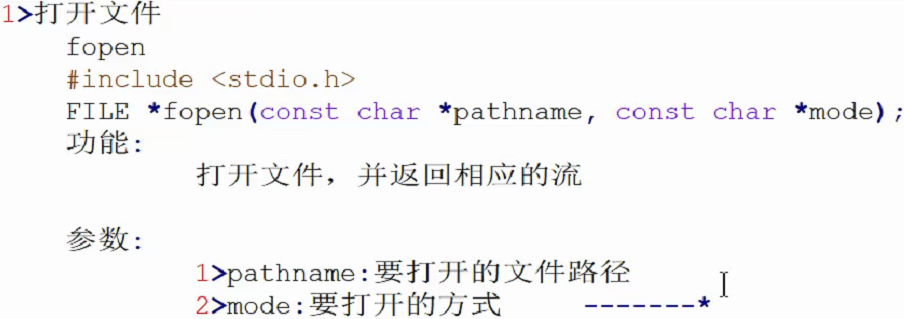 1>打开文件
fopen
#include <stdio.h>
FILE *fopen(const char *pathname, const char *mode);
功能:
打开文件，并返回相应的流
参数:
1>pathname:要打开的文件路径
2>mode:要打开的方式 -------*